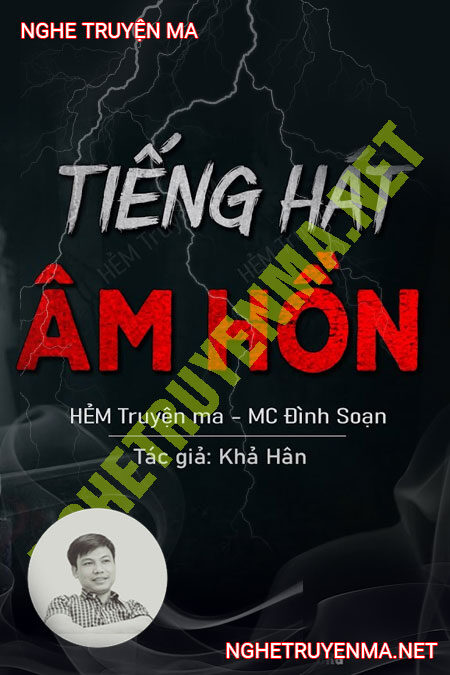 NGHE TRUYỆN MA
TIẾNG HÁT
ÂM HỒN
HẺM Truyện ma - MC Đình Soạn
Tác giả: Khả Hân
NGHETRUYENMA.NET
NGHETRUYENMA.NET